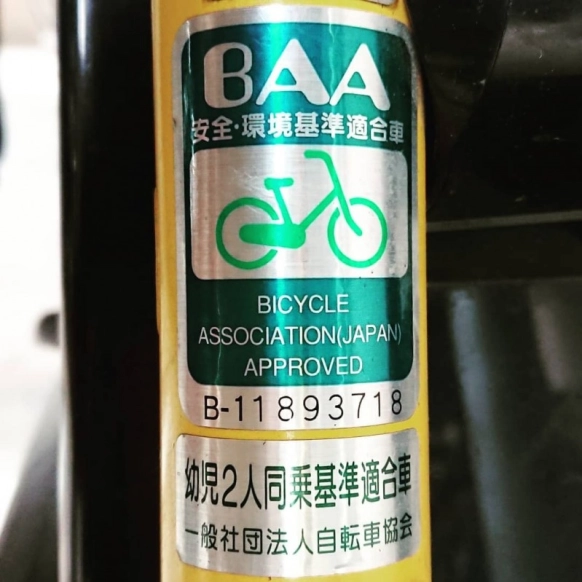 BAA
安全・環境基準適合車
BICYCLE
ASSOCIATION(JAPAN)
APPROVED
B-11893718
幼児2人同乗基準適合車
一般社団法人自転車協会